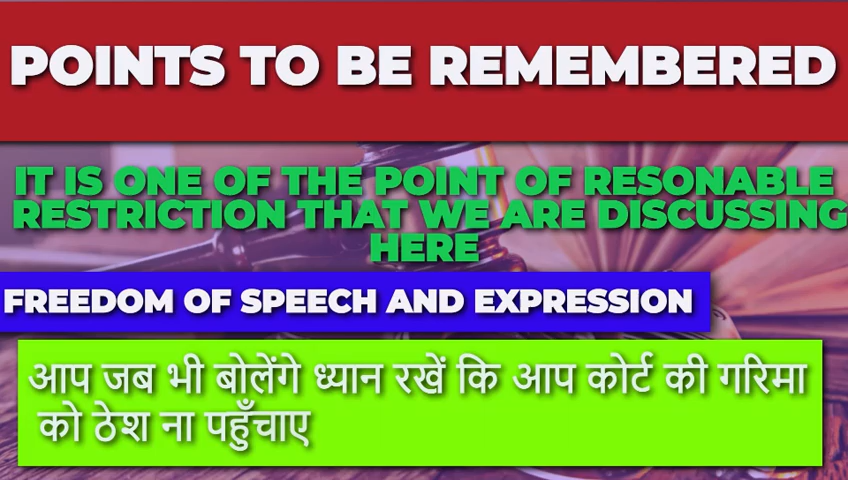 POINTS TO BE REMEMBERED
IT IS ONE OF THE POINT OF RESONABLE
RESTRICTION THAT WE ARE DISCUSSING
HERE
FREEDOM OF SPEECH AND EXPRESSION
आप जब भी बोलेंगे ध्यान रखें कि आप कोर्ट की गरिमा
को ठेश ना पहुँचाए